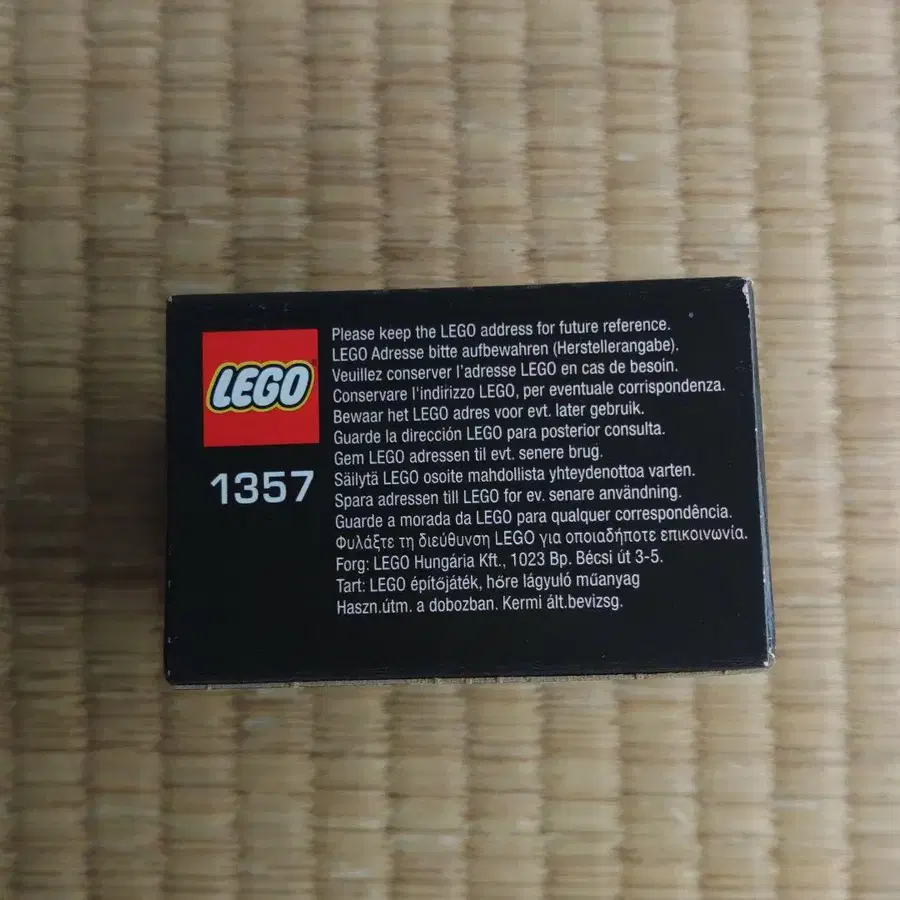 LEGO
1357
Please keep the LEGO address for future reference.
LEGO Adresse bitte aufbewahren (Herstellerangabe).
Veuillez conserver l'adresse LEGO en cas de besoin.
Conservare l'indirizzo LEGO, per eventuale corrispondenza.
Bewaar het LEGO adres voor evt. later gebruik.
Guarde la dirección LEGO para posterior consulta.
Gem LEGO adressen til evt. senere brug.
Säilytä LEGO osoite mahdollista yhteydenottoa varten.
Spara adressen till LEGO for ev. senare användning.
Guarde a morada da LEGO para qualquer correspondência.
Φυλάξτε τη διεύθυνση LEGO για οποιαδήποτε επικοινωνία.
Forg: LEGO Hungária Kft., 1023 Bp. Bécsi út 3-5.
Tart: LEGO építőjáték, hőre lágyuló műanyag
Haszn.útm. a dobozban. Kermi ált.bevizsg.